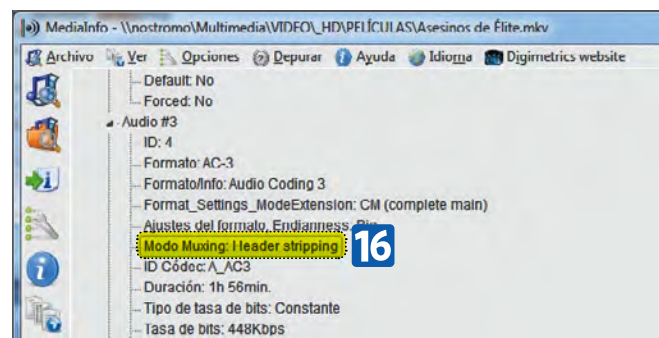 MediaInfo - \\nostromo\Multimedia\VIDEO\_HD\PELÍCULAS\Asesinos de Élite.mkv
Archivo Ver Opciones Depurar Ayuda Idioma Digimetrics website
Default: No
Forced: No
Audio #3
ID: 4
Formato: AC-3
Formato/Info: Audio Coding 3
Format_Settings_ModeExtension: CM (complete main)
Ajustes del formato, Endianness: Big
Modo Muxing: Header stripping
16
ID Códec: A_AC3
Duración: 1h 56min.
Tipo de tasa de bits: Constante
Tasa de bits: 448Kbps